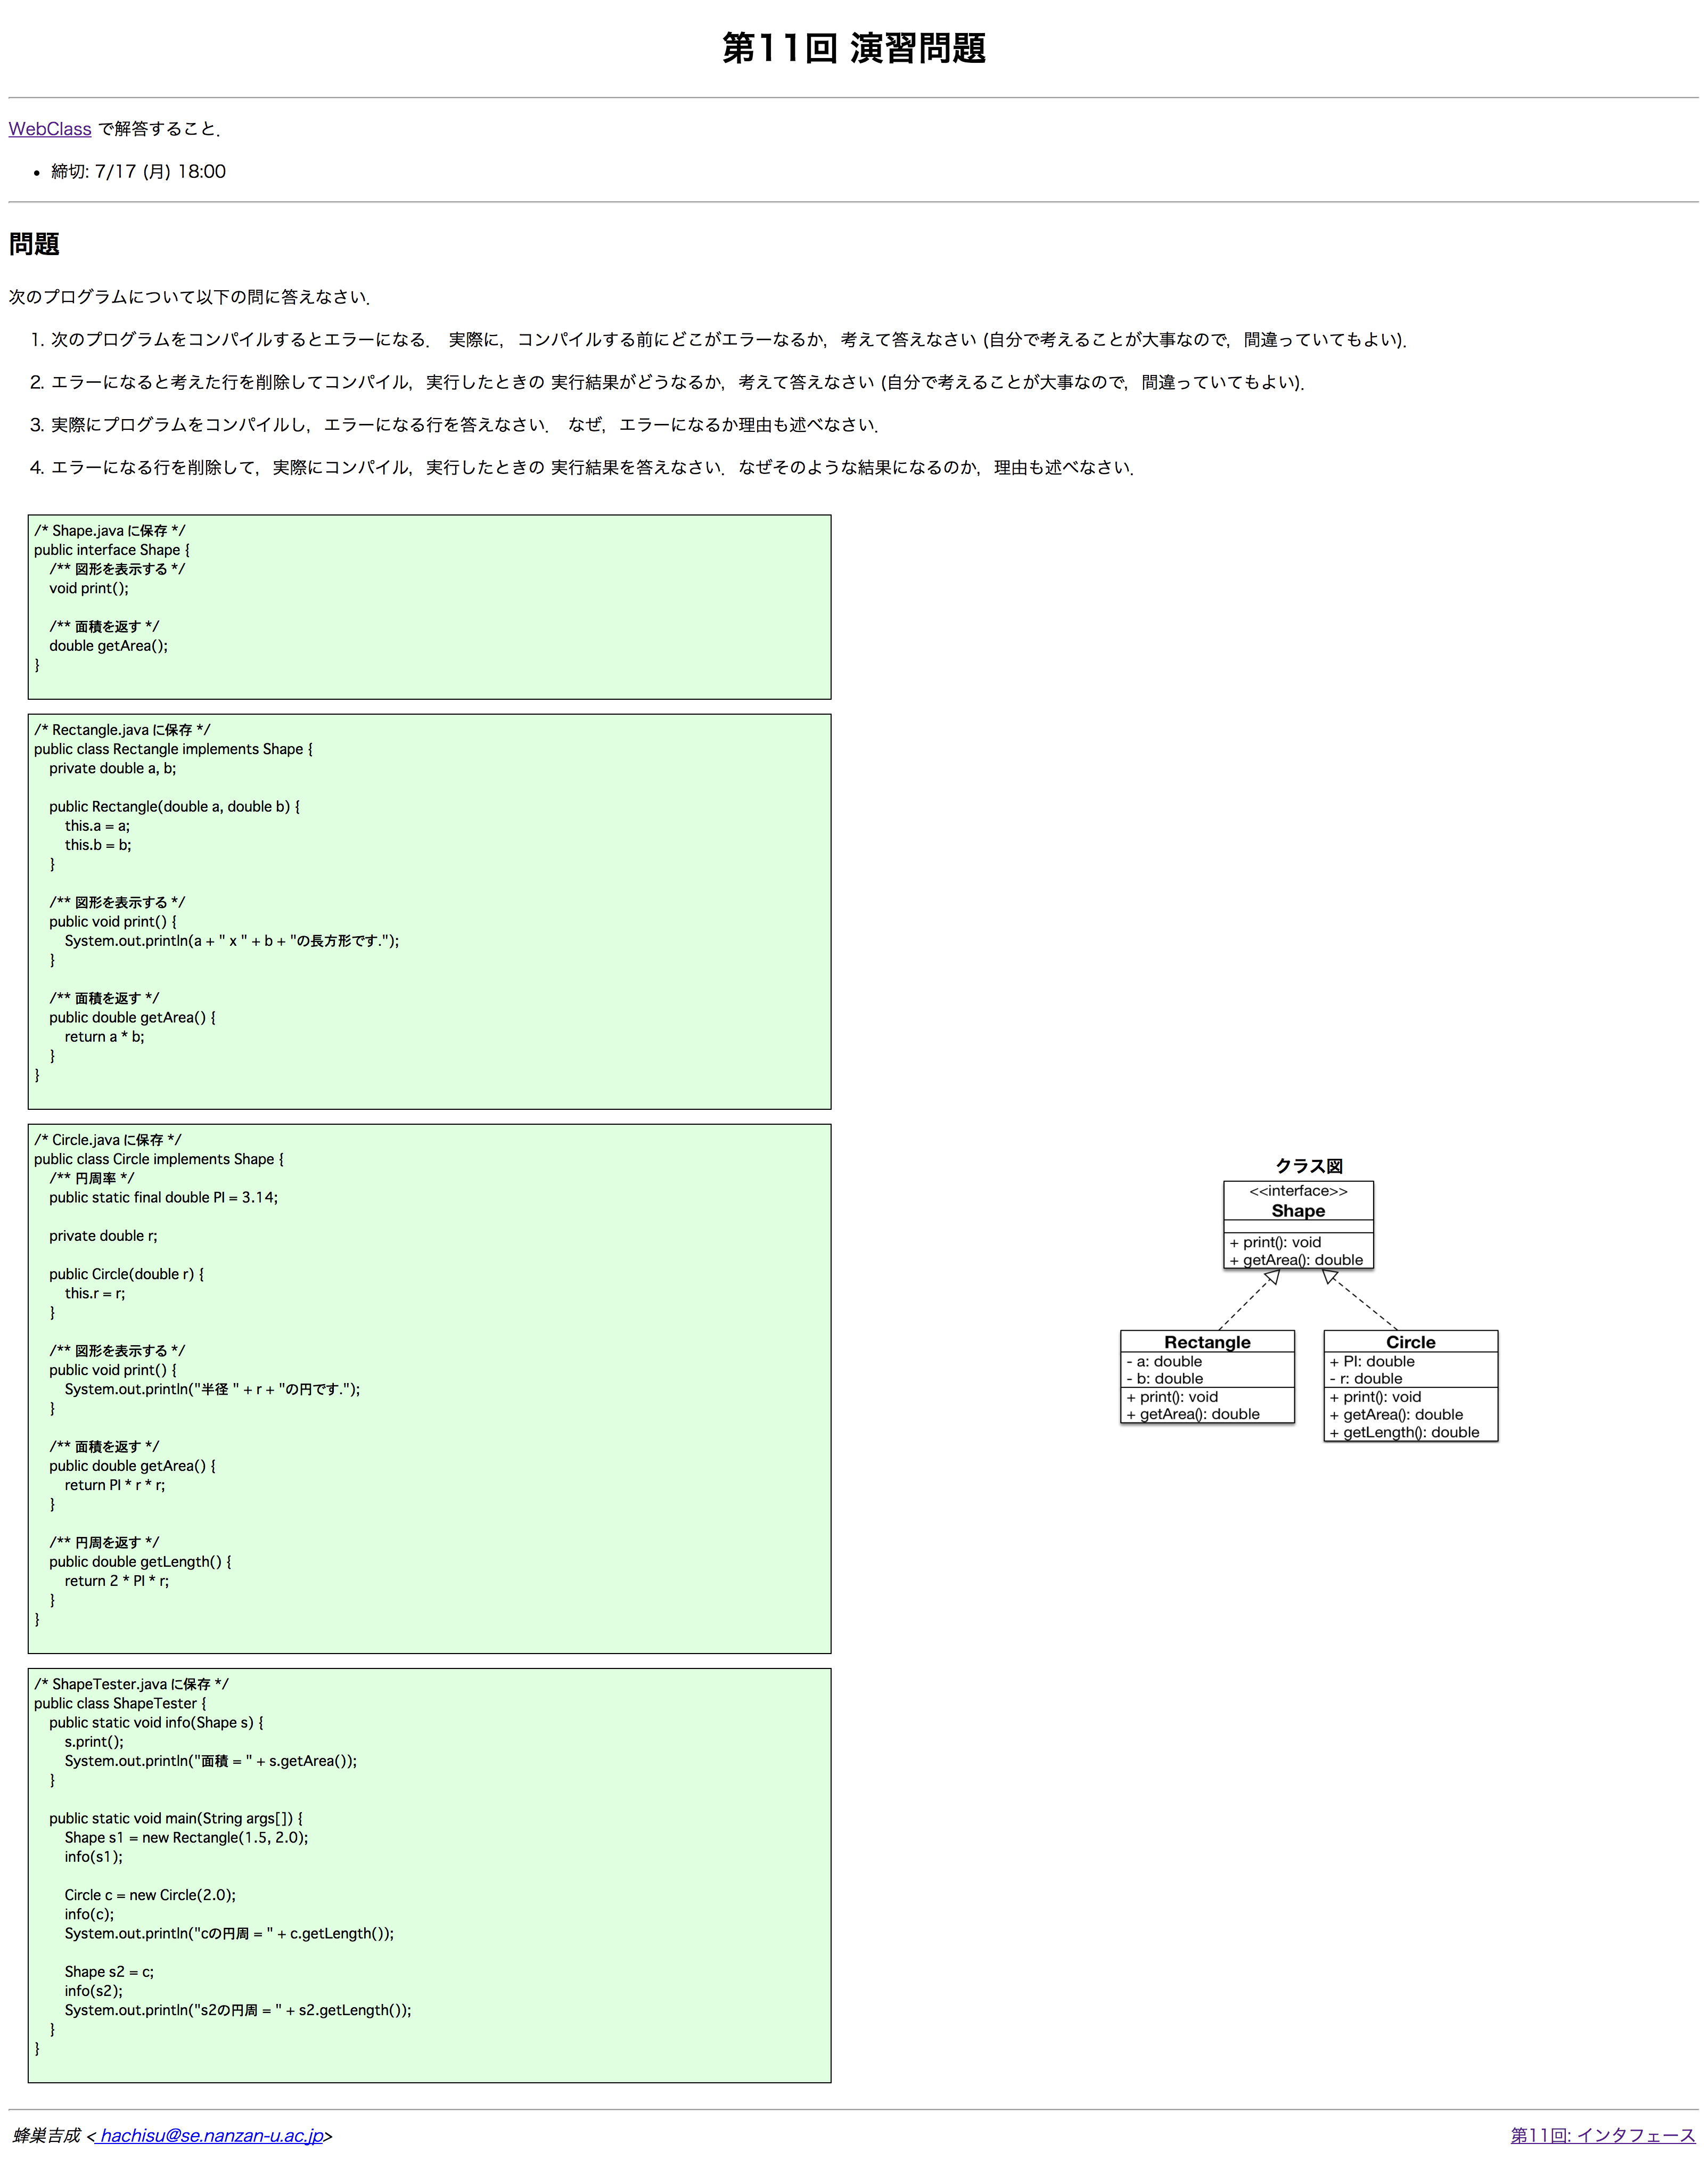 第11回 演習問題
WebClass で解答すること.
• 締切: 7/17 (月) 18:00
問題
次のプログラムについて以下の問に答えなさい.
1. 次のプログラムをコンパイルするとエラーになる. 実際に, コンパイルする前にどこがエラーなるか, 考えて答えなさい (自分で考えることが大事なので, 間違っていてもよい).
2. エラーになると考えた行を削除してコンパイル, 実行したときの 実行結果がどうなるか, 考えて答えなさい (自分で考えることが大事なので, 間違っていてもよい).
3. 実際にプログラムをコンパイルし, エラーになる行を答えなさい. なぜ, エラーになるか理由も述べなさい.
4. エラーになる行を削除して, 実際にコンパイル, 実行したときの 実行結果を答えなさい. なぜそのような結果になるのか, 理由も述べなさい.
/* Shape.java に保存 */
public interface Shape {
    /** 図形を表示する */
    void print();

    /** 面積を返す */
    double getArea();
}
/* Rectangle.java に保存 */
public class Rectangle implements Shape {
    private double a, b;

    public Rectangle(double a, double b) {
        this.a = a;
        this.b = b;
    }

    /** 図形を表示する */
    public void print() {
        System.out.println(a + " x " + b + "の長方形です.");
    }

    /** 面積を返す */
    public double getArea() {
        return a * b;
    }
}
/* Circle.java に保存 */
public class Circle implements Shape {
    /** 円周率 */
    public static final double PI = 3.14;

    private double r;

    public Circle(double r) {
        this.r = r;
    }

    /** 図形を表示する */
    public void print() {
        System.out.println("半径 " + r + "の円です.");
    }

    /** 面積を返す */
    public double getArea() {
        return PI * r * r;
    }

    /** 円周を返す */
    public double getLength() {
        return 2 * PI * r;
    }
}
/* ShapeTester.java に保存 */
public class ShapeTester {
    public static void info(Shape s) {
        s.print();
        System.out.println("面積 = " + s.getArea());
    }

    public static void main(String args[]) {
        Shape s1 = new Rectangle(1.5, 2.0);
        info(s1);

        Circle c = new Circle(2.0);
        info(c);
        System.out.println("cの円周 = " + c.getLength());

        Shape s2 = c;
        info(s2);
        System.out.println("s2の円周 = " + s2.getLength());
    }
}
クラス図
<<interface>>
Shape
+ print(): void
+ getArea(): double
Rectangle
- a: double
- b: double
+ print(): void
+ getArea(): double
Circle
+ PI: double
- r: double
+ print(): void
+ getArea(): double
+ getLength(): double
蜂巣吉成 < hachisu@se.nanzan-u.ac.jp>
第11回: インタフェース